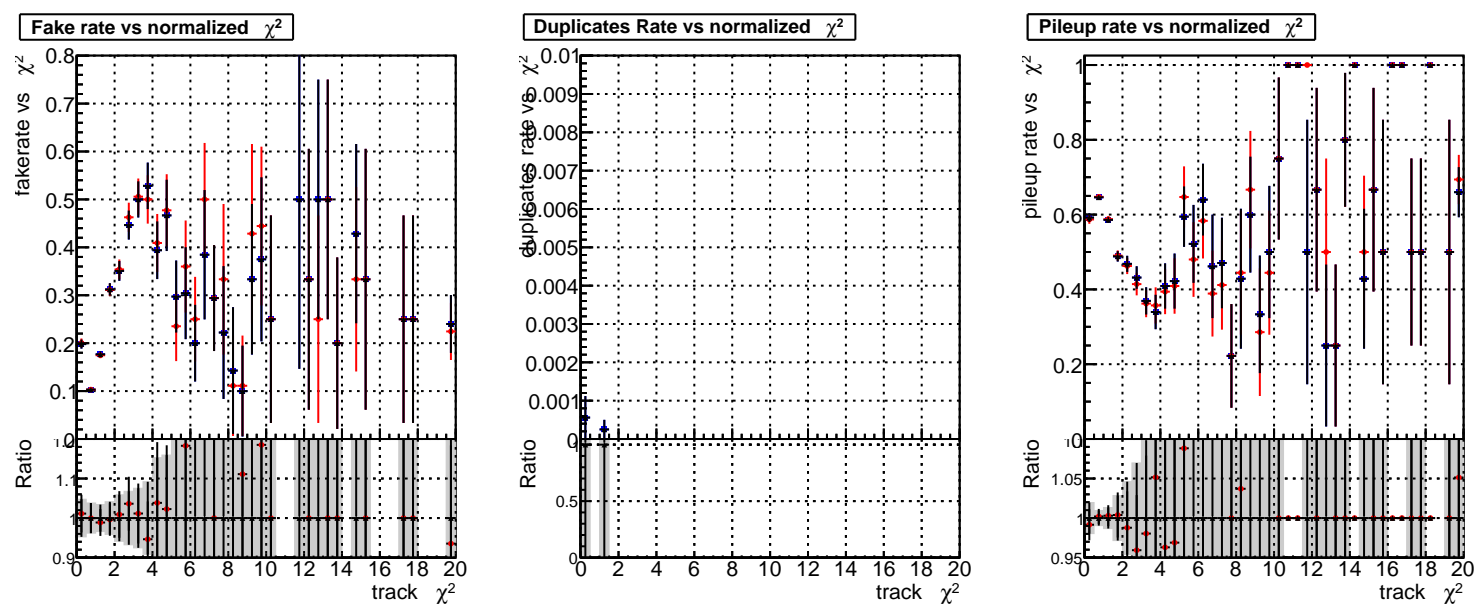 Fake rate vs normalized χ²
fakerate vs χ²
0.8
0.7
0.6
0.5
0.4
0.3
0.2
0.1
Ratio
1.1
1
0.9
0 2 4 6 8 10 12 14 16 18 20
track χ²
Duplicates Rate vs normalized χ²
duplicates rate vs χ²
0.01
0.009
0.008
0.007
0.006
0.005
0.004
0.003
0.002
0.001
Ratio
0.5
0
0 2 4 6 8 10 12 14 16 18 20
track χ²
Pileup rate vs normalized χ²
pileup rate vs χ²
1
0.8
0.6
0.4
0.2
Ratio
1.05
1
0.95
0 2 4 6 8 10 12 14 16 18 20
track χ²